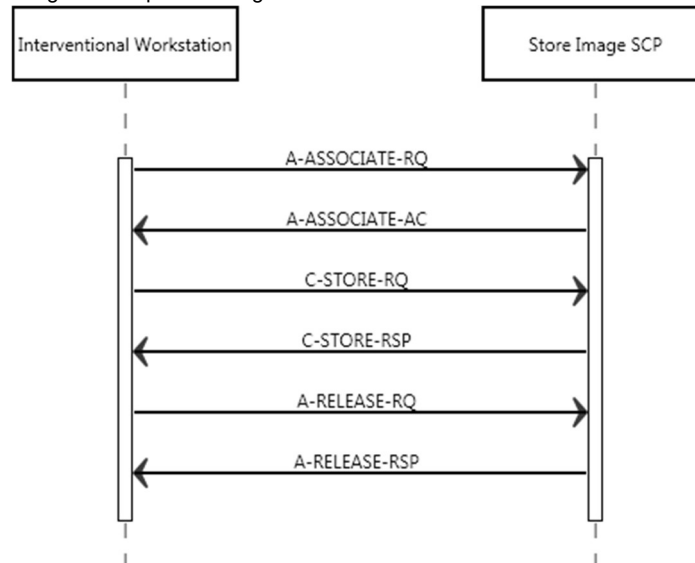 Interventional Workstation
Store Image SCP
A-ASSOCIATE-RQ
A-ASSOCIATE-AC
C-STORE-RQ
C-STORE-RSP
A-RELEASE-RQ
A-RELEASE-RSP